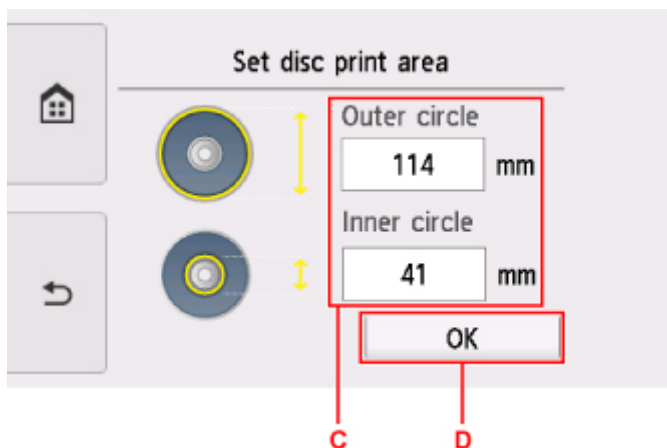 Set disc print area
Outer circle
114 mm
Inner circle
41 mm
OK
C
D